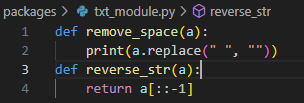 packages > txt_module.py > reverse_str
1 def remove_space(a):
2     print(a.replace(" ", ""))
3 def reverse_str(a):
4     return a[::-1]